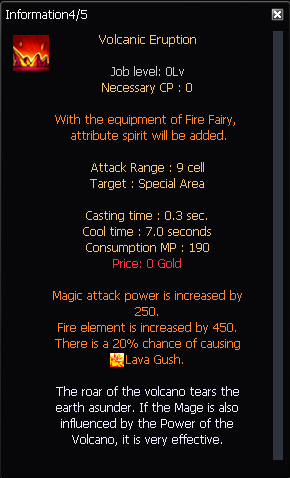 Information4/5
Volcanic Eruption
Job level: 0Lv
Necessary CP : 0
With the equipment of Fire Fairy,
attribute spirit will be added.
Attack Range : 9 cell
Target : Special Area
Casting time : 0.3 sec.
Cool time : 7.0 seconds
Consumption MP : 190
Price: 0 Gold
Magic attack power is increased by
250.
Fire element is increased by 450.
There is a 20% chance of causing
Lava Gush.
The roar of the volcano tears the
earth asunder. If the Mage is also
influenced by the Power of the
Volcano, it is very effective.